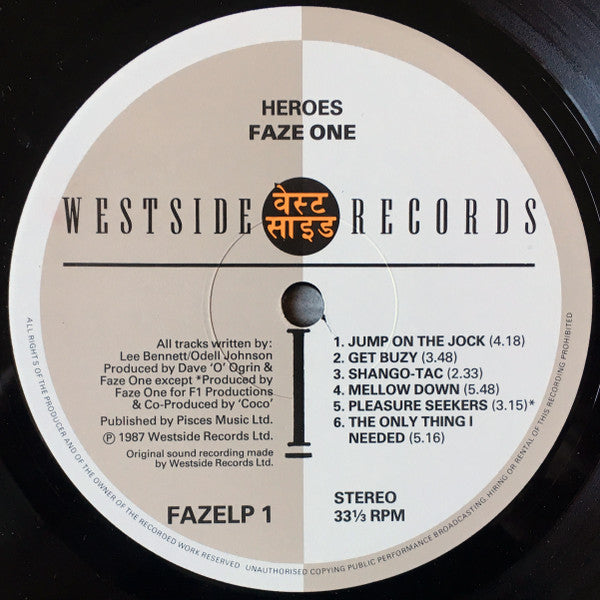 HEROES
FAZE ONE
WESTSIDE वेस्ट साइड RECORDS
I
All tracks written by:
Lee Bennett/Odell Johnson
Produced by Dave 'O' Ogrin &
Faze One except *Produced by
Faze One for F1 Productions
& Co-Produced by 'Coco'
Published by Pisces Music Ltd.
Ⓟ 1987 Westside Records Ltd.
Original sound recording made
by Westside Records Ltd.
FAZELP 1
1. JUMP ON THE JOCK (4.18)
2. GET BUZY (3.48)
3. SHANGO-TAC (2.33)
4. MELLOW DOWN (5.48)
5. PLEASURE SEEKERS (3.15)*
6. THE ONLY THING I
NEEDED (5.16)
STEREO
33⅓ RPM
ALL RIGHTS OF THE PRODUCER AND OF THE OWNER OF THE RECORDED WORK RESERVED UNAUTHORISED COPYING PUBLIC PERFORMANCE BROADCASTING, HIRING OR RENTAL OF THIS RECORDING PROHIBITED